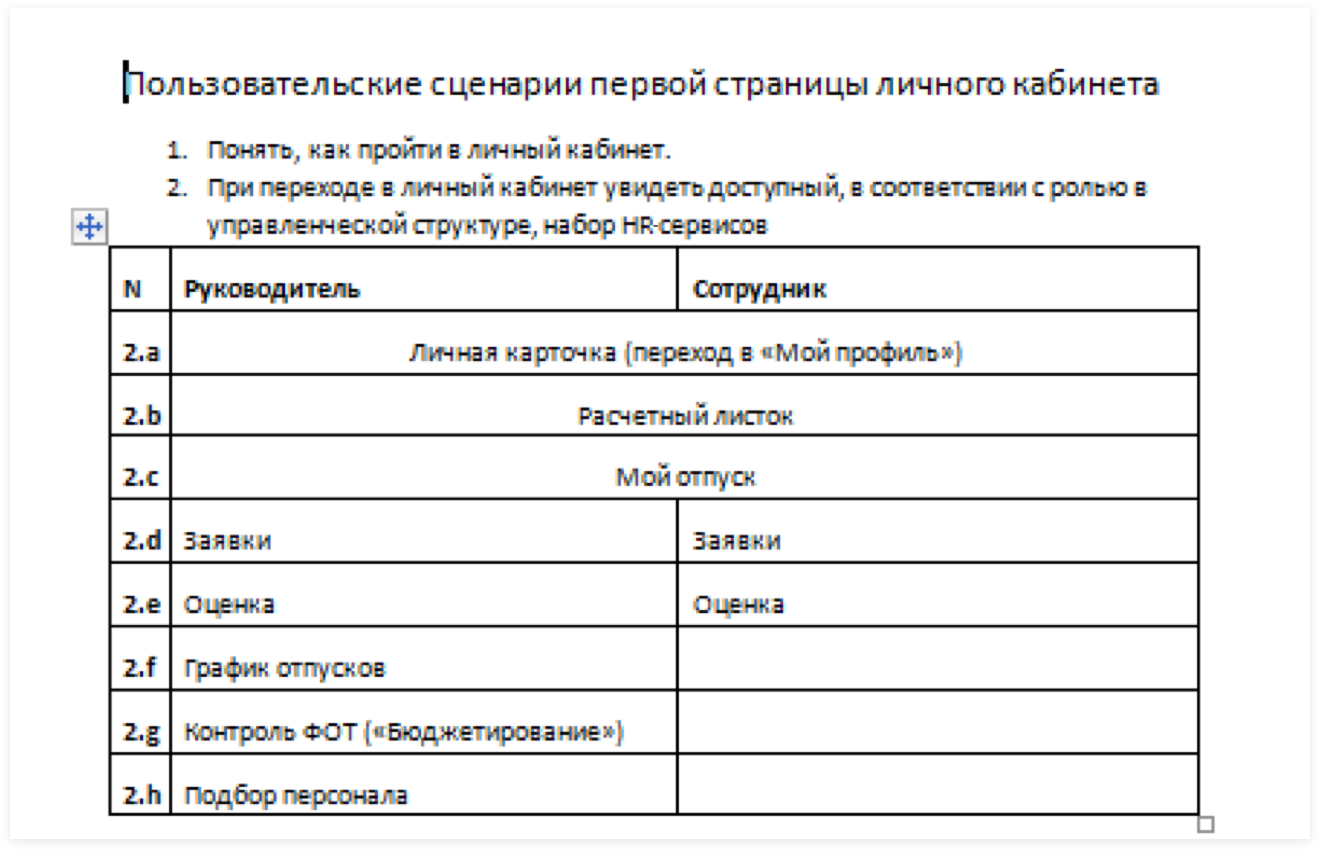 Пользовательские сценарии первой страницы личного кабинета
1. Понять, как пройти в личный кабинет.
2. При переходе в личный кабинет увидеть доступный, в соответствии с ролью в
управленческой структуре, набор HR-сервисов
N Руководитель Сотрудник
2.a Личная карточка (переход в «Мой профиль»)
2.b Расчетный листок
2.c Мой отпуск
2.d Заявки Заявки
2.e Оценка Оценка
2.f График отпусков
2.g Контроль ФОТ («Бюджетирование»)
2.h Подбор персонала